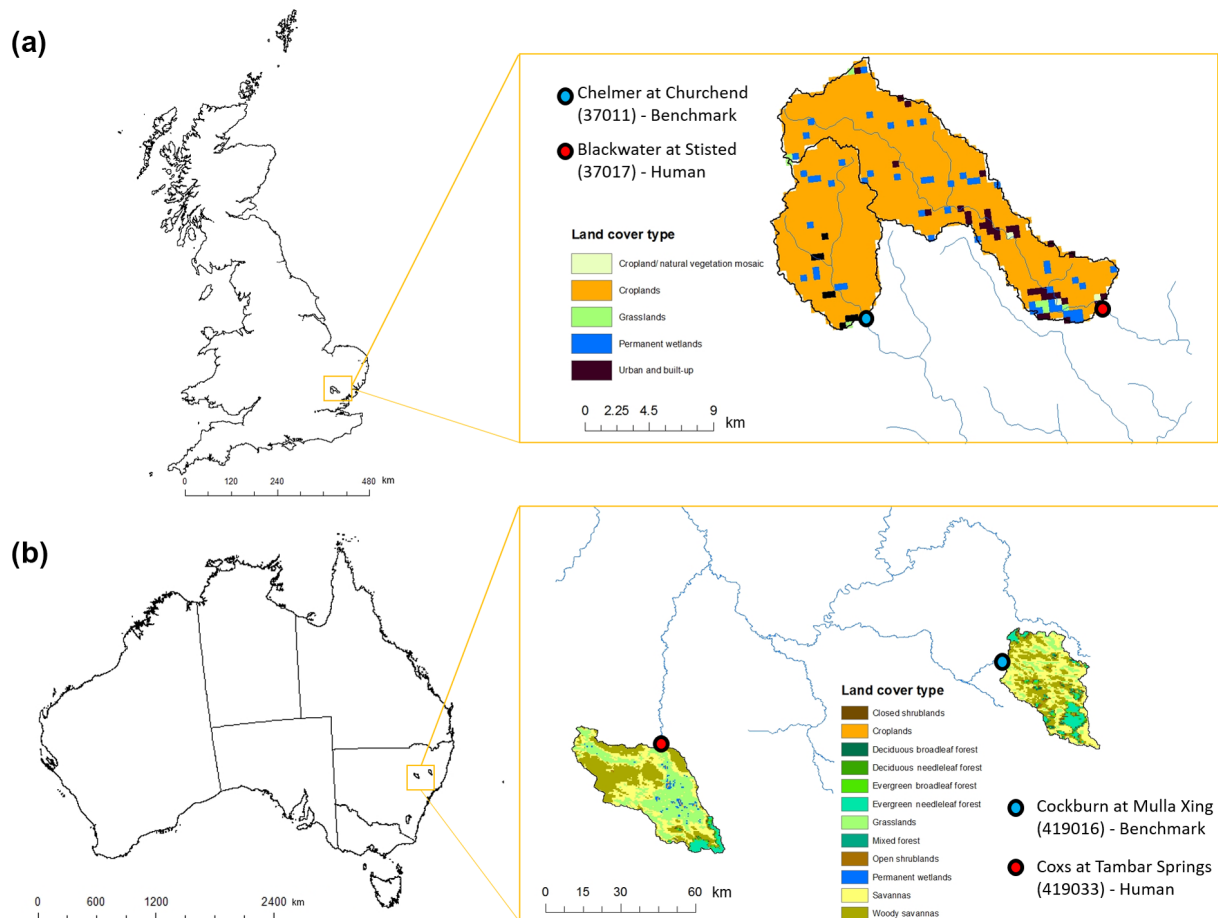 (a)
Chelmer at Churchend
(37011) - Benchmark
Blackwater at Stisted
(37017) - Human
Land cover type
Cropland/ natural vegetation mosaic
Croplands
Grasslands
Permanent wetlands
Urban and built-up
0 2.25 4.5 9
km
0 120 240 480 km
(b)
Land cover type
Closed shrublands
Croplands
Deciduous broadleaf forest
Deciduous needleleaf forest
Evergreen broadleaf forest
Evergreen needleleaf forest
Grasslands
Mixed forest
Open shrublands
Permanent wetlands
Savannas
Woody savannas
Cockburn at Mulla Xing
(419016) - Benchmark
Coxs at Tambar Springs
(419033) - Human
0 15 30 60 km
0 600 1200 2400 km